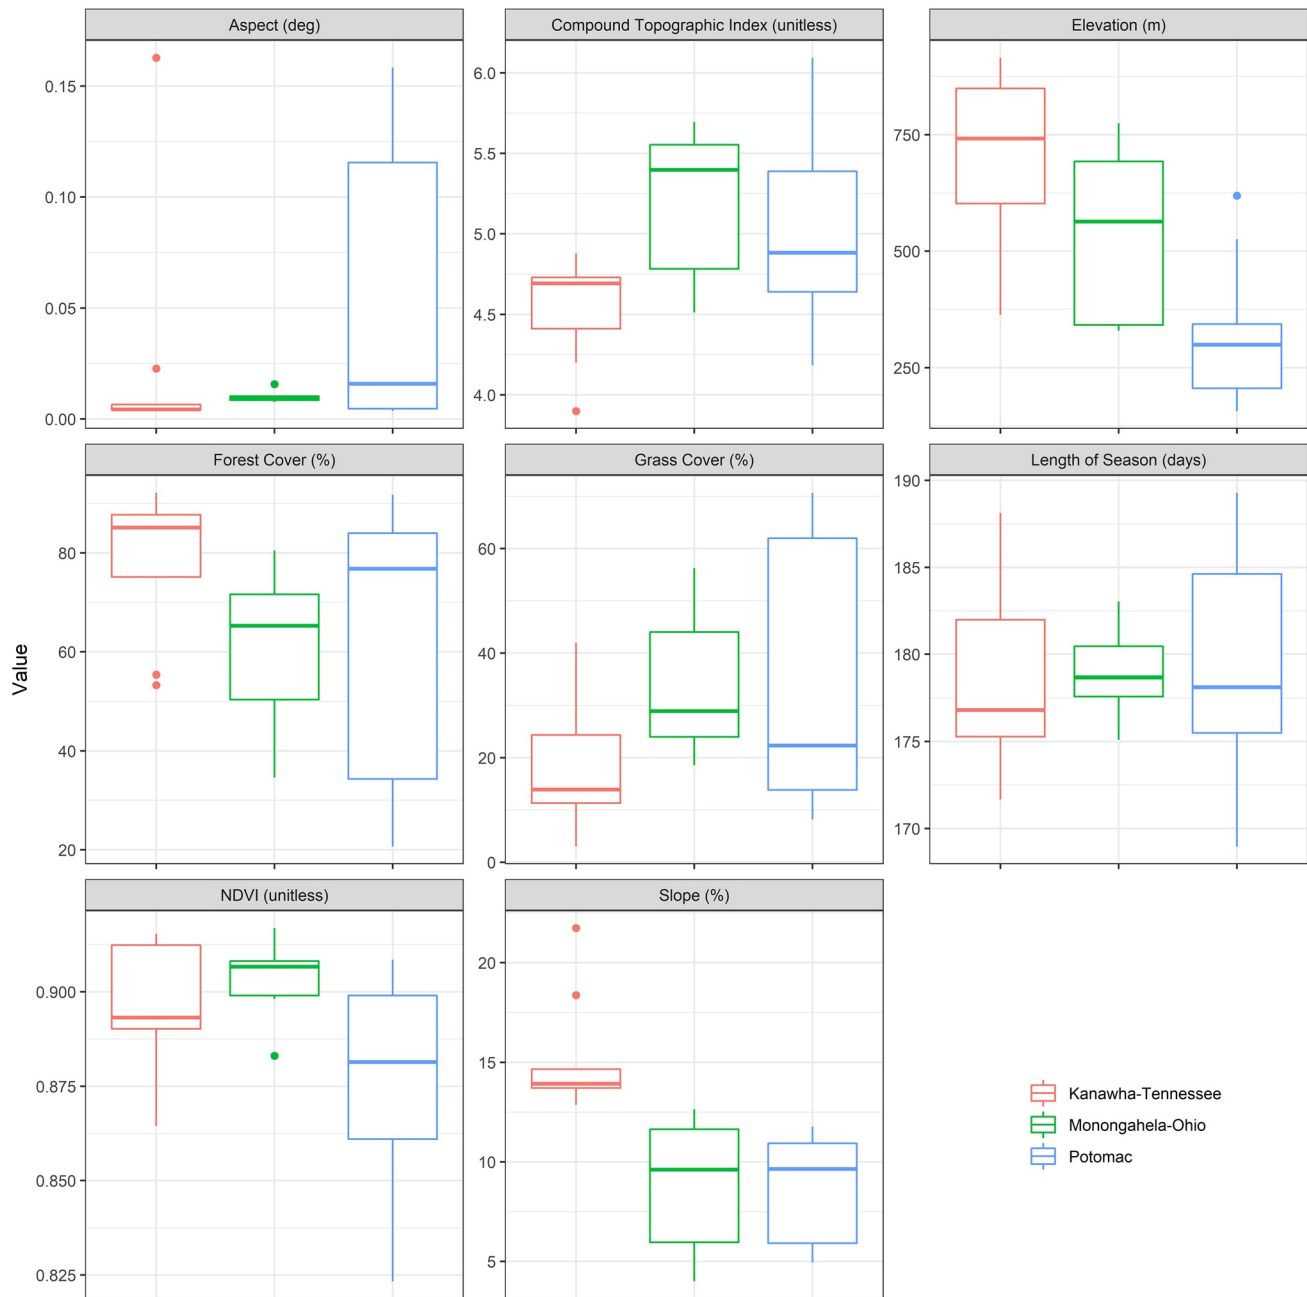 Aspect (deg)
Compound Topographic Index (unitless)
Elevation (m)
0.15
0.10
0.05
0.00
6.0
5.5
5.0
4.5
4.0
750
500
250
Forest Cover (%)
Grass Cover (%)
Length of Season (days)
80
60
40
20
60
40
20
0
190
185
180
175
170
Value
NDVI (unitless)
Slope (%)
0.900
0.875
0.850
0.825
20
15
10
5
Kanawha-Tennessee
Monongahela-Ohio
Potomac